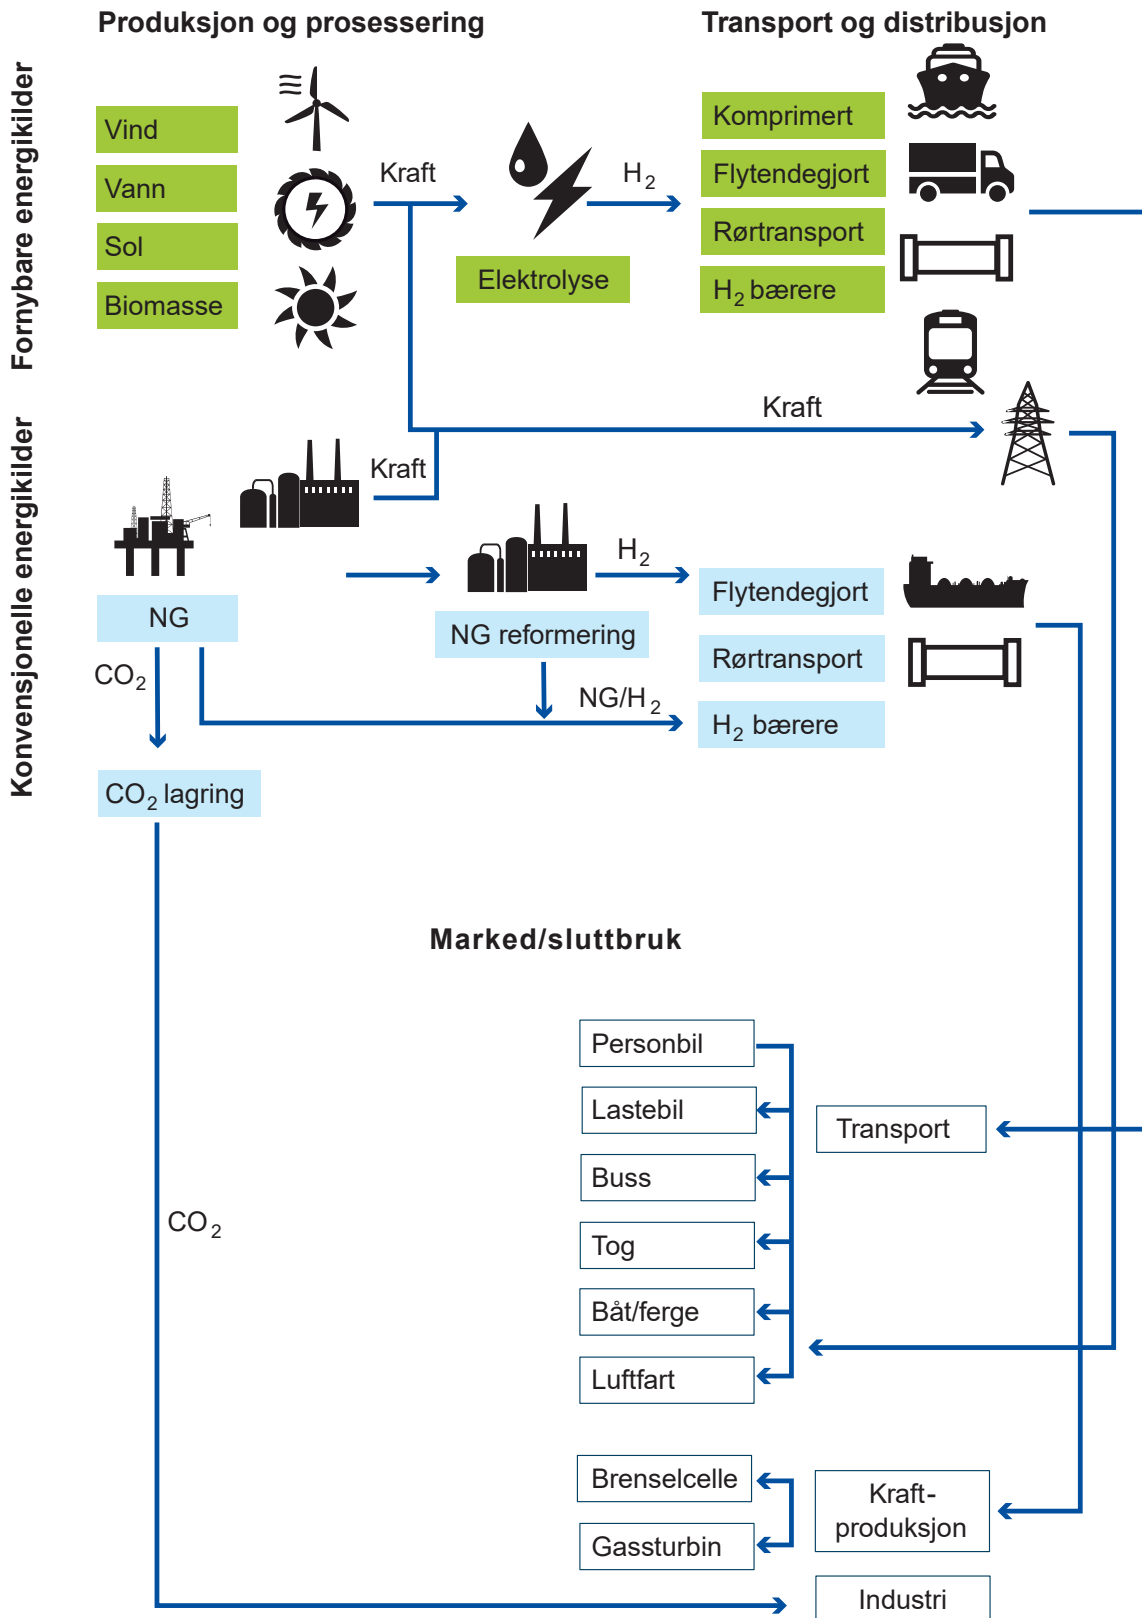 Produksjon og prosessering
Transport og distribusjon
Fornybare energikilder
Vind
Vann
Sol
Biomasse
Kraft
Elektrolyse
H2
Komprimert
Flytendegjort
Rørtransport
H2 bærere
Kraft
Konvensjonelle energikilder
Kraft
NG
NG reformering
H2
Flytendegjort
Rørtransport
H2 bærere
CO2
NG/H2
CO2 lagring
Marked/sluttbruk
Personbil
Lastebil
Buss
Tog
Båt/ferge
Luftfart
Transport
CO2
Brenselcelle
Gassturbin
Kraft-
produksjon
Industri